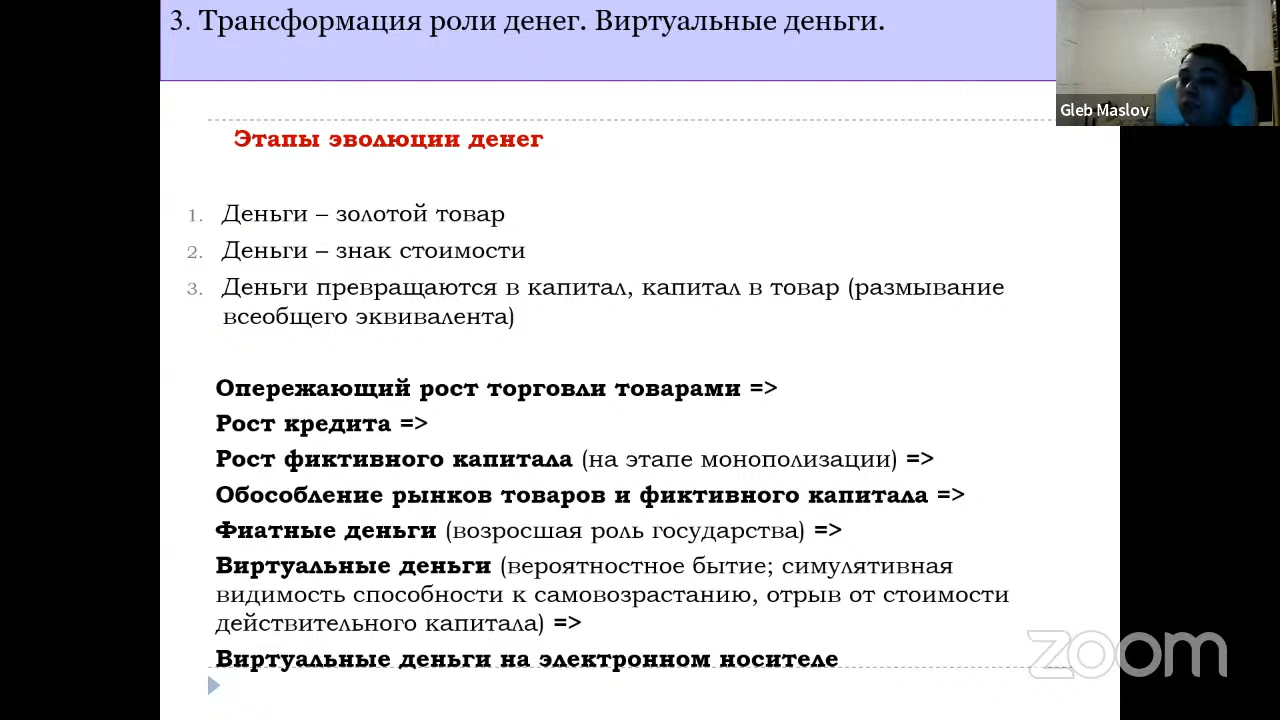 3. Трансформация роли денег. Виртуальные деньги.
Gleb Maslov
Этапы эволюции денег
1. Деньги – золотой товар
2. Деньги – знак стоимости
3. Деньги превращаются в капитал, капитал в товар (размывание
всеобщего эквивалента)
Опережающий рост торговли товарами =>
Рост кредита =>
Рост фиктивного капитала (на этапе монополизации) =>
Обособление рынков товаров и фиктивного капитала =>
Фиатные деньги (возросшая роль государства) =>
Виртуальные деньги (вероятностное бытие; симулятивная
видимость способности к самовозрастанию, отрыв от стоимости
действительного капитала) =>
Виртуальные деньги на электронном носителе
zoom